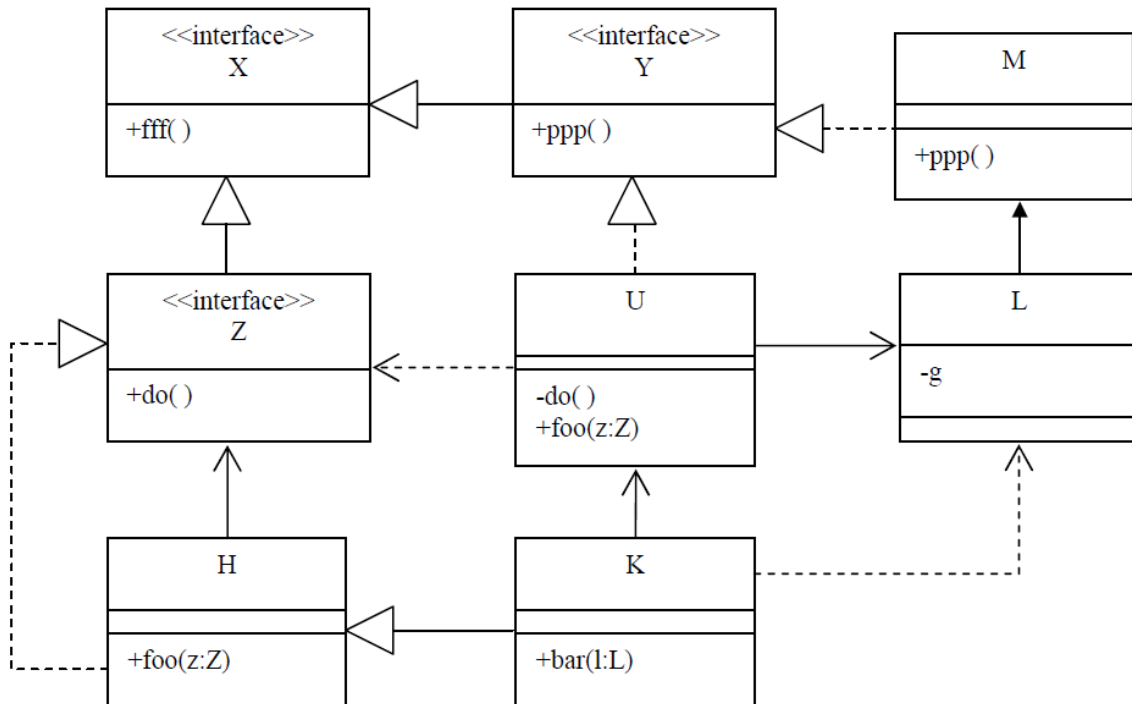 <<interface>>
X
+fff( )
<<interface>>
Y
+ppp( )
M
+ppp( )
<<interface>>
Z
+do( )
U
-do( )
+foo(z:Z)
L
-g
H
+foo(z:Z)
K
+bar(l:L)